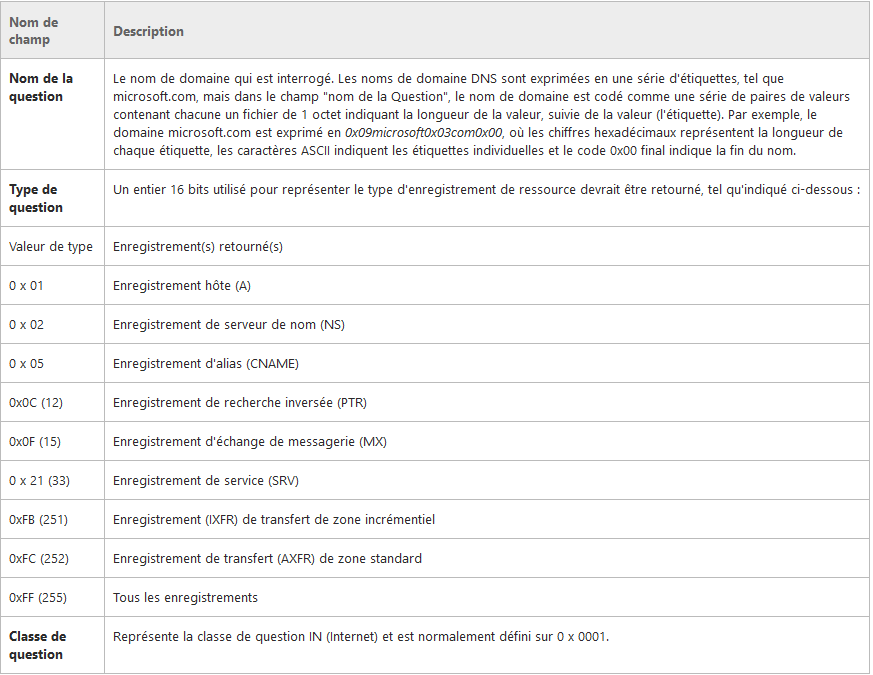 Nom de
champ
Description
Nom de la
question
Le nom de domaine qui est interrogé. Les noms de domaine DNS sont exprimées en une série d'étiquettes, tel que
microsoft.com, mais dans le champ "nom de la Question", le nom de domaine est codé comme une série de paires de valeurs
contenant chacune un fichier de 1 octet indiquant la longueur de la valeur, suivie de la valeur (l'étiquette). Par exemple, le
domaine microsoft.com est exprimé en 0x09microsoft0x03com0x00, où les chiffres hexadécimaux représentent la longueur de
chaque étiquette, les caractères ASCII indiquent les étiquettes individuelles et le code 0x00 final indique la fin du nom.
Type de
question
Un entier 16 bits utilisé pour représenter le type d'enregistrement de ressource devrait être retourné, tel qu'indiqué ci-dessous :
Valeur de type Enregistrement(s) retourné(s)
0 x 01 Enregistrement hôte (A)
0 x 02 Enregistrement de serveur de nom (NS)
0 x 05 Enregistrement d'alias (CNAME)
0x0C (12) Enregistrement de recherche inversée (PTR)
0x0F (15) Enregistrement d'échange de messagerie (MX)
0 x 21 (33) Enregistrement de service (SRV)
0xFB (251) Enregistrement (IXFR) de transfert de zone incrémentiel
0xFC (252) Enregistrement de transfert (AXFR) de zone standard
0xFF (255) Tous les enregistrements
Classe de
question
Représente la classe de question IN (Internet) et est normalement défini sur 0 x 0001.